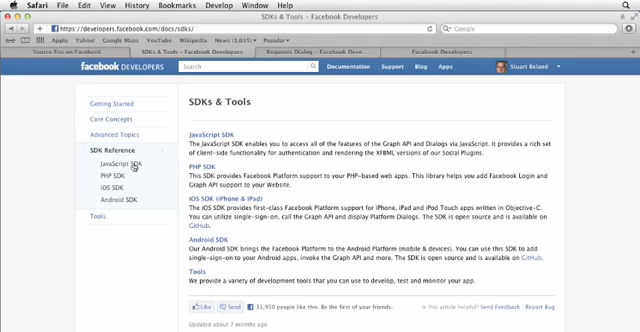 Safari File Edit View History Bookmarks Develop Window Help
SDKs & Tools – Facebook Developers
https://developers.facebook.com/docs/sdks/
Google
Apple Yahoo! Google Maps YouTube Wikipedia News (1,035) Popular
Source Foo on Facebook
SDKs & Tools – Facebook Developers
Requests Dialog – Facebook Deve...
Facebook Developers
facebook DEVELOPERS
Search
Documentation Support Blog Apps
Stuart Beland
Getting Started
Core Concepts
Advanced Topics
SDK Reference
JavaScript SDK
PHP SDK
iOS SDK
Android SDK
Tools
SDKs & Tools
JavaScript SDK
The JavaScript SDK enables you to access all of the features of the Graph API and Dialogs via JavaScript. It provides a rich set
of client-side functionality for authentication and rendering the XFBML versions of our Social Plugins.
PHP SDK
This SDK provides Facebook Platform support to your PHP-based web apps. This library helps you add Facebook Login and
Graph API support to your Website.
iOS SDK (iPhone & iPad)
The iOS SDK provides first-class Facebook Platform support for iPhone, iPad and iPod Touch apps written in Objective-C.
You can utilize single-sign-on, call the Graph API and display Platform Dialogs. The SDK is open source and is available on
GitHub.
Android SDK
Our Android SDK brings the Facebook Platform to the Android Platform (mobile & devices). You can use this SDK to add
single-sign-on to your Android apps, invoke the Graph API and more. The SDK is open source and is available on GitHub.
Tools
We provide a variety of development tools that you can use to develop, test and monitor your app.
Like Send 31,950 people like this. Be the first of your friends.
Is this article helpful? Send Feedback · Report Bug
Updated about 7 months ago